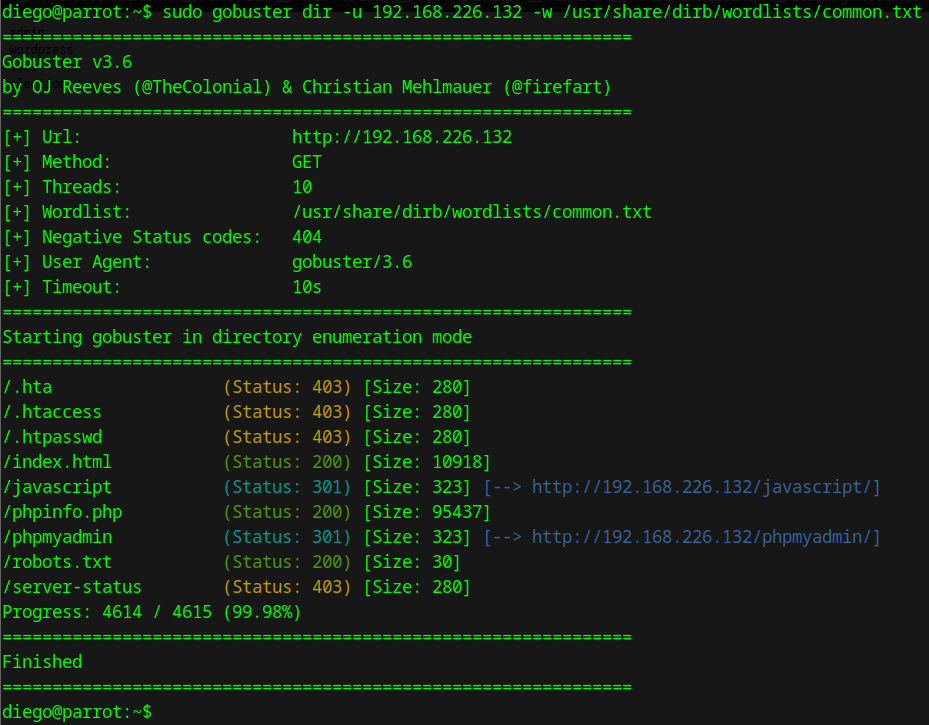 diego@parrot:~$ sudo gobuster dir -u 192.168.226.132 -w /usr/share/dirb/wordlists/common.txt
admin
===============================================================
wordpress
Gobuster v3.6
by OJ Reeves (@TheColonial) & Christian Mehlmauer (@firefart)
===============================================================
[+] Url:                     http://192.168.226.132
[+] Method:                  GET
[+] Threads:                 10
[+] Wordlist:                /usr/share/dirb/wordlists/common.txt
[+] Negative Status codes:   404
[+] User Agent:              gobuster/3.6
[+] Timeout:                 10s
===============================================================
Starting gobuster in directory enumeration mode
===============================================================
/.hta                 (Status: 403) [Size: 280]
/.htaccess            (Status: 403) [Size: 280]
/.htpasswd            (Status: 403) [Size: 280]
/index.html           (Status: 200) [Size: 10918]
/javascript           (Status: 301) [Size: 323] [--> http://192.168.226.132/javascript/]
/phpinfo.php          (Status: 200) [Size: 95437]
/phpmyadmin           (Status: 301) [Size: 323] [--> http://192.168.226.132/phpmyadmin/]
/robots.txt           (Status: 200) [Size: 30]
/server-status        (Status: 403) [Size: 280]
Progress: 4614 / 4615 (99.98%)
===============================================================
Finished
===============================================================
diego@parrot:~$